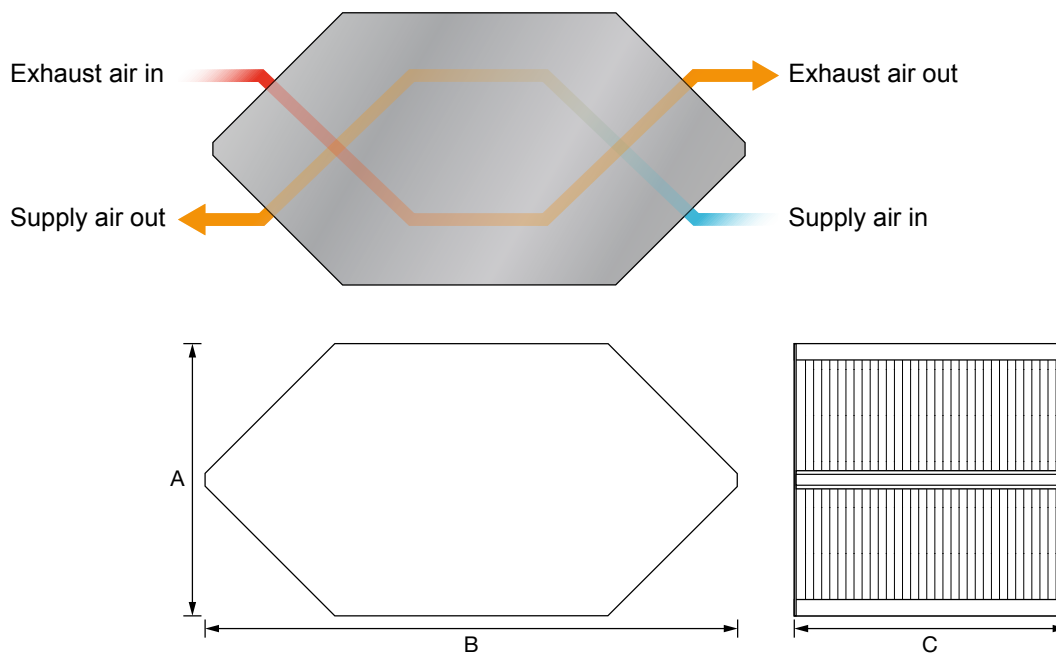 Exhaust air in
Exhaust air out
Supply air out
Supply air in
A
B
C